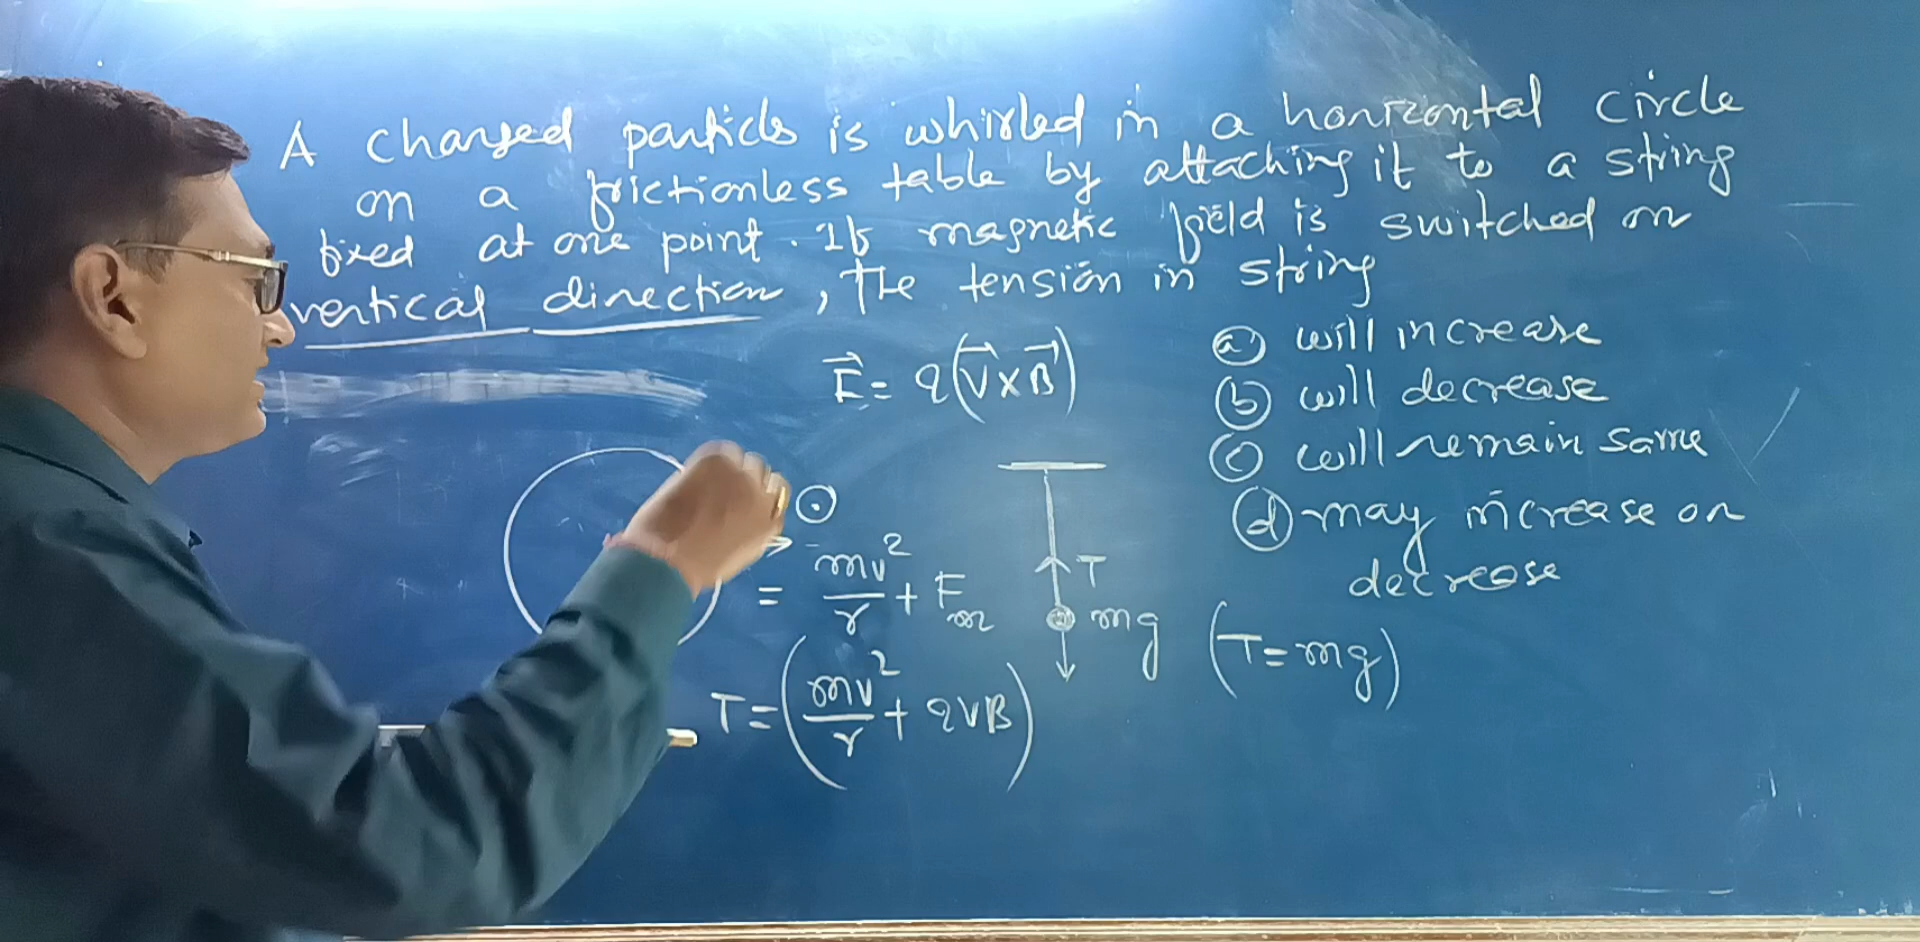 A charged particle is whirled in a horizontal circle
on a frictionless table by attaching it to a string
fixed at one point. If magnetic field is switched on
vertical direction, the tension in string
F = q(V×B)
(a) will increase
(b) will decrease
(c) will remain same
(d) may increase or
decrease
= mv²/r + Fm
T
mg
(T=mg)
T=(mv²/r + qVB)